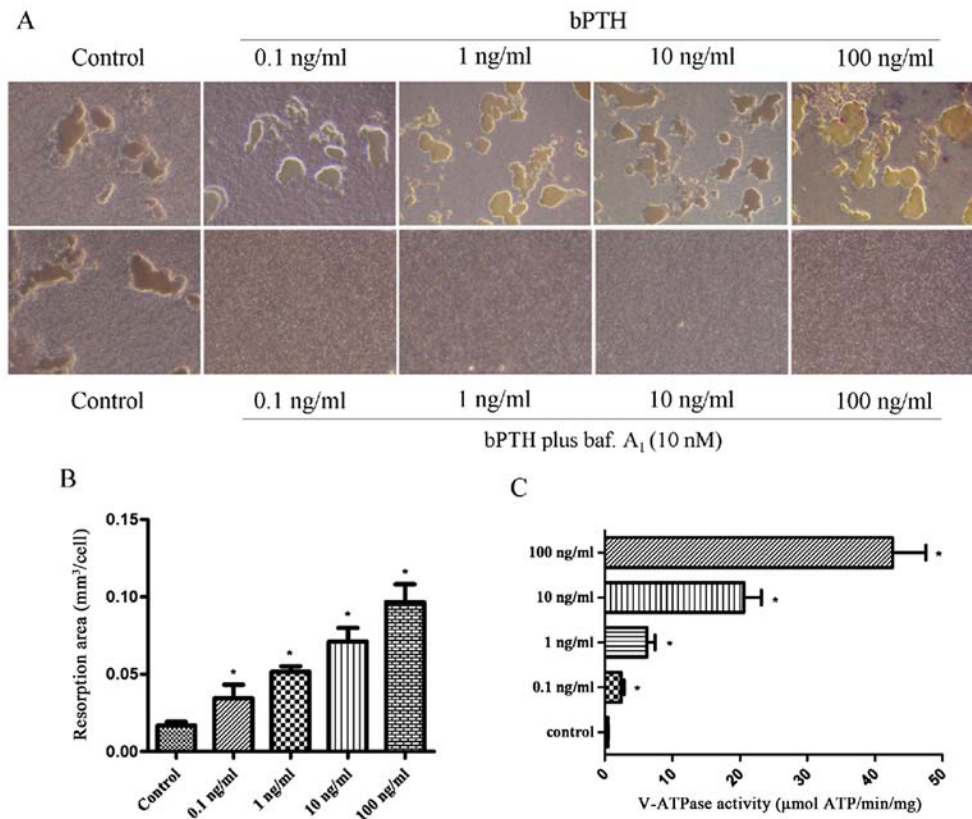 A
bPTH
Control 0.1 ng/ml 1 ng/ml 10 ng/ml 100 ng/ml
Control 0.1 ng/ml 1 ng/ml 10 ng/ml 100 ng/ml
bPTH plus baf. A₁ (10 nM)
B
Resorption area (mm³/cell)
0.15
0.10
0.05
0.00
*
*
*
*
Control 0.1 ng/ml 1 ng/ml 10 ng/ml 100 ng/ml
C
100 ng/ml *
10 ng/ml *
1 ng/ml *
0.1 ng/ml *
control
0 10 20 30 40 50
V-ATPase activity (μmol ATP/min/mg)